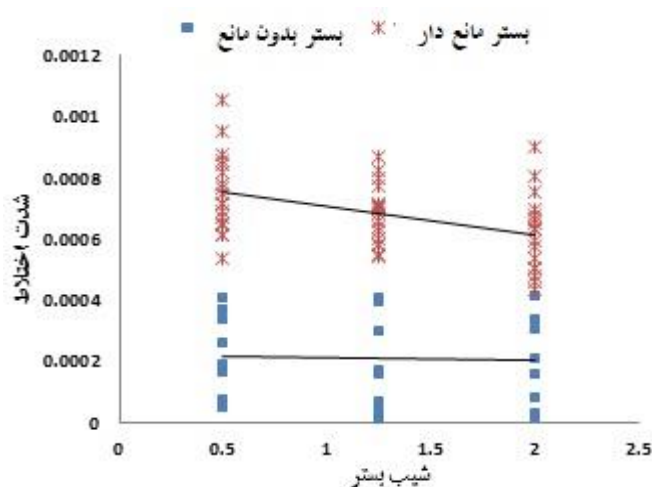 بستر مانع دار
بستر بدون مانع
0.0012
0.001
0.0008
0.0006
0.0004
0.0002
0
شدت اختلاط
0 0.5 1 1.5 2 2.5
شیب بستر